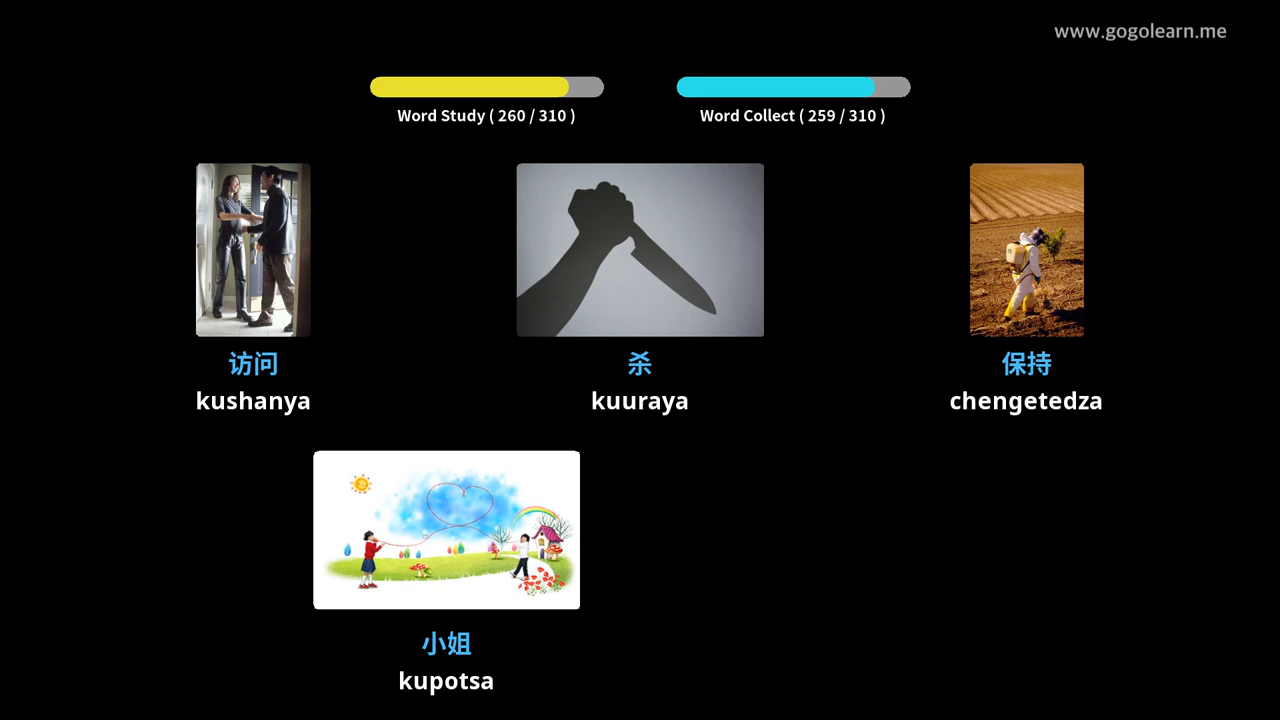 www.gogolearn.me
Word Study ( 260 / 310 )
Word Collect ( 259 / 310 )
访问
kushanya
杀
kuuraya
保持
chengetedza
小姐
kupotsa